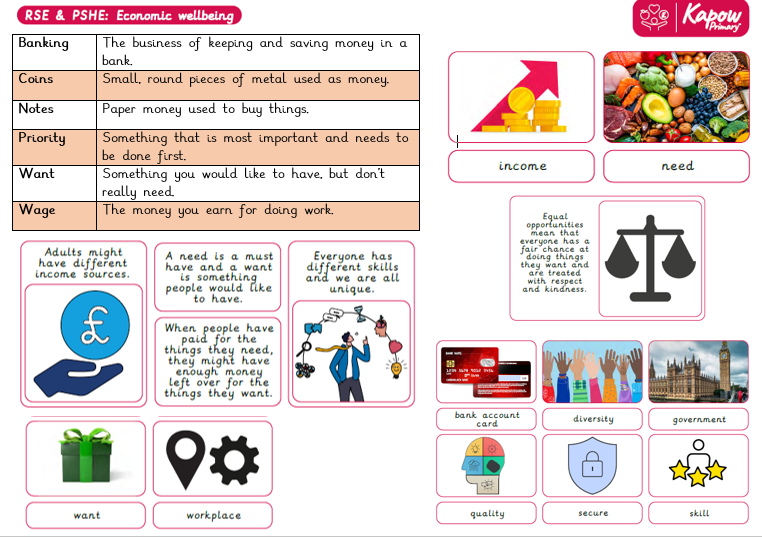 RSE & PSHE: Economic wellbeing
Kapow
Primary
Banking
The business of keeping and saving money in a
bank.
Coins
Small, round pieces of metal used as money.
Notes
Paper money used to buy things.
Priority
Something that is most important and needs to
be done first.
Want
Something you would like to have, but don't
really need.
Wage
The money you earn for doing work.
income
need
Equal
opportunities
mean that
everyone has a
fair chance at
doing things
they want and
are treated
with respect
and kindness.
Adults might
have different
income sources.
£
A need is a must
have and a want
is something
people would like
to have.
When people have
paid for the
things they need,
they might have
enough money
left over for the
things they want.
Everyone has
different skills
and we are all
unique.
BANK NAME
bank account
card
diversity
government
want
workplace
quality
secure
skill